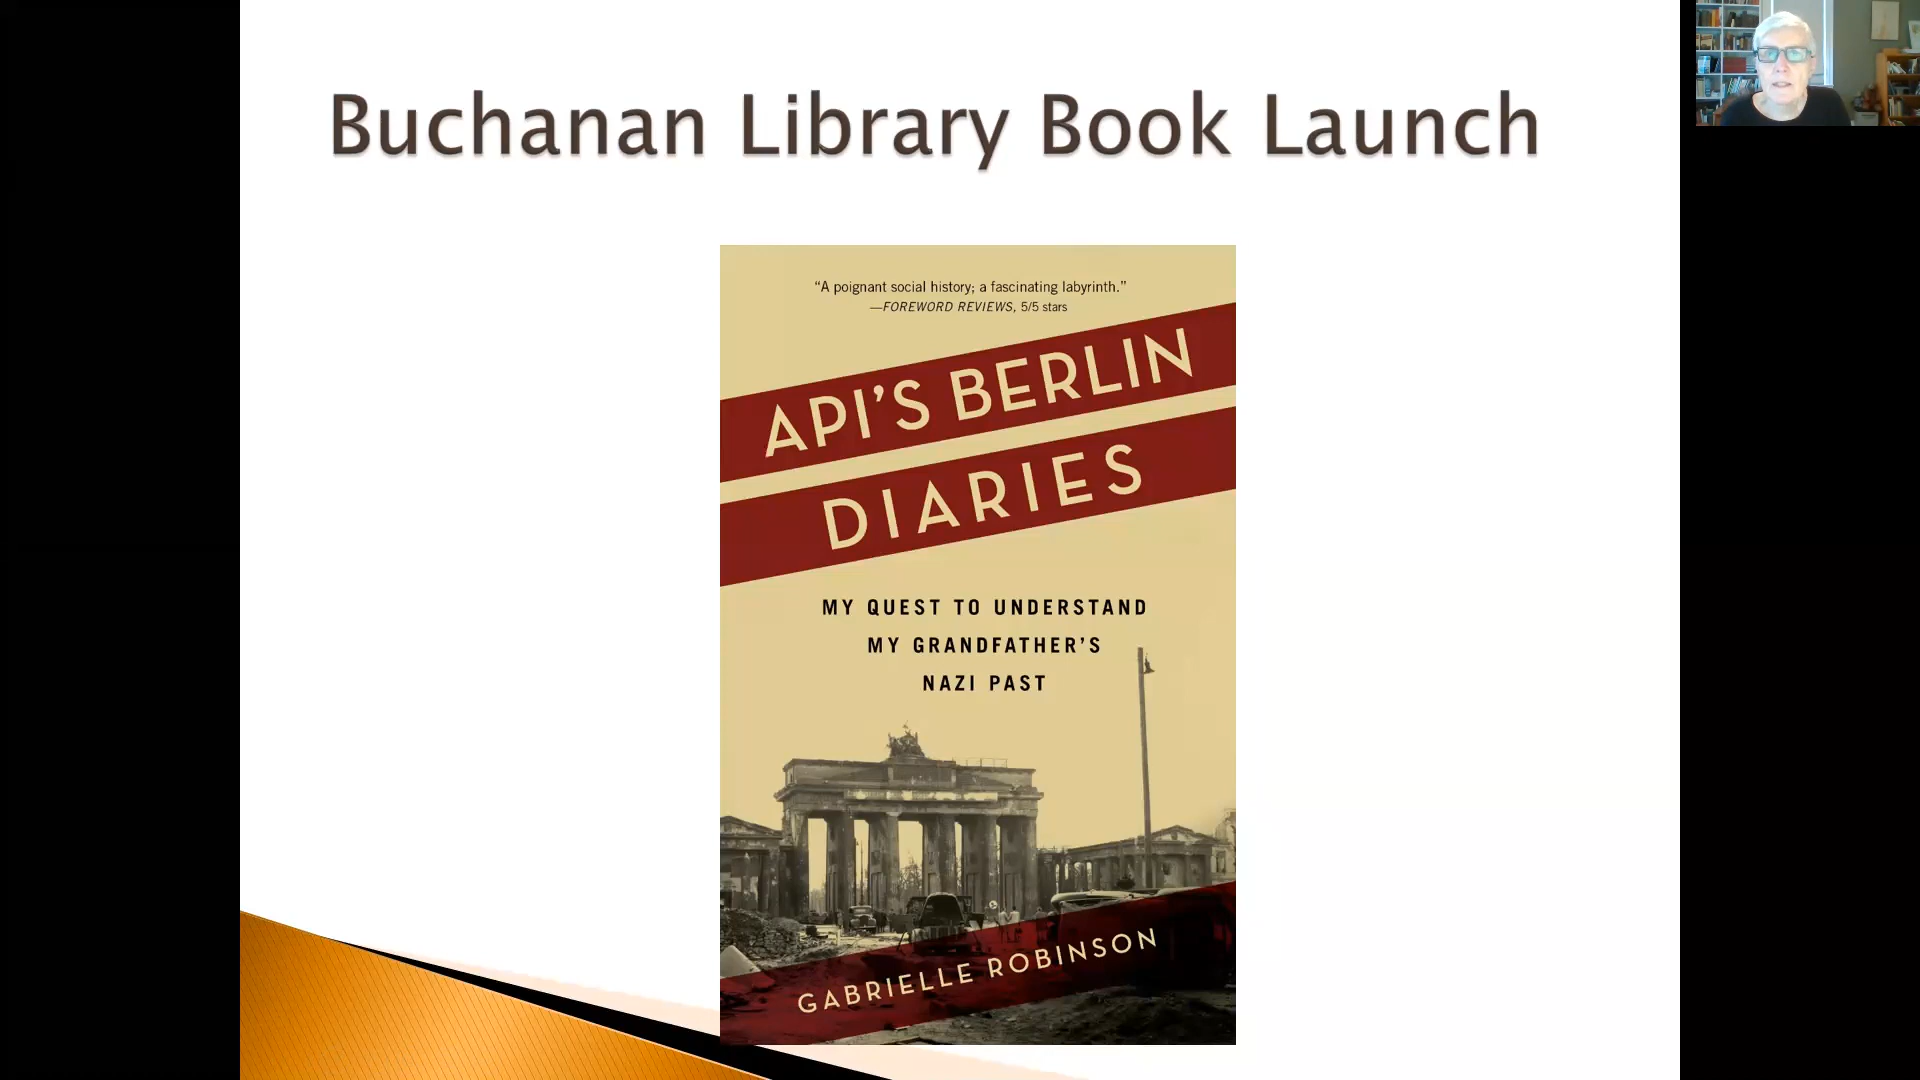 Buchanan Library Book Launch
“A poignant social history; a fascinating labyrinth.”
—FOREWORD REVIEWS, 5/5 stars
API’S BERLIN
DIARIES
MY QUEST TO UNDERSTAND
MY GRANDFATHER’S
NAZI PAST
GABRIELLE ROBINSON